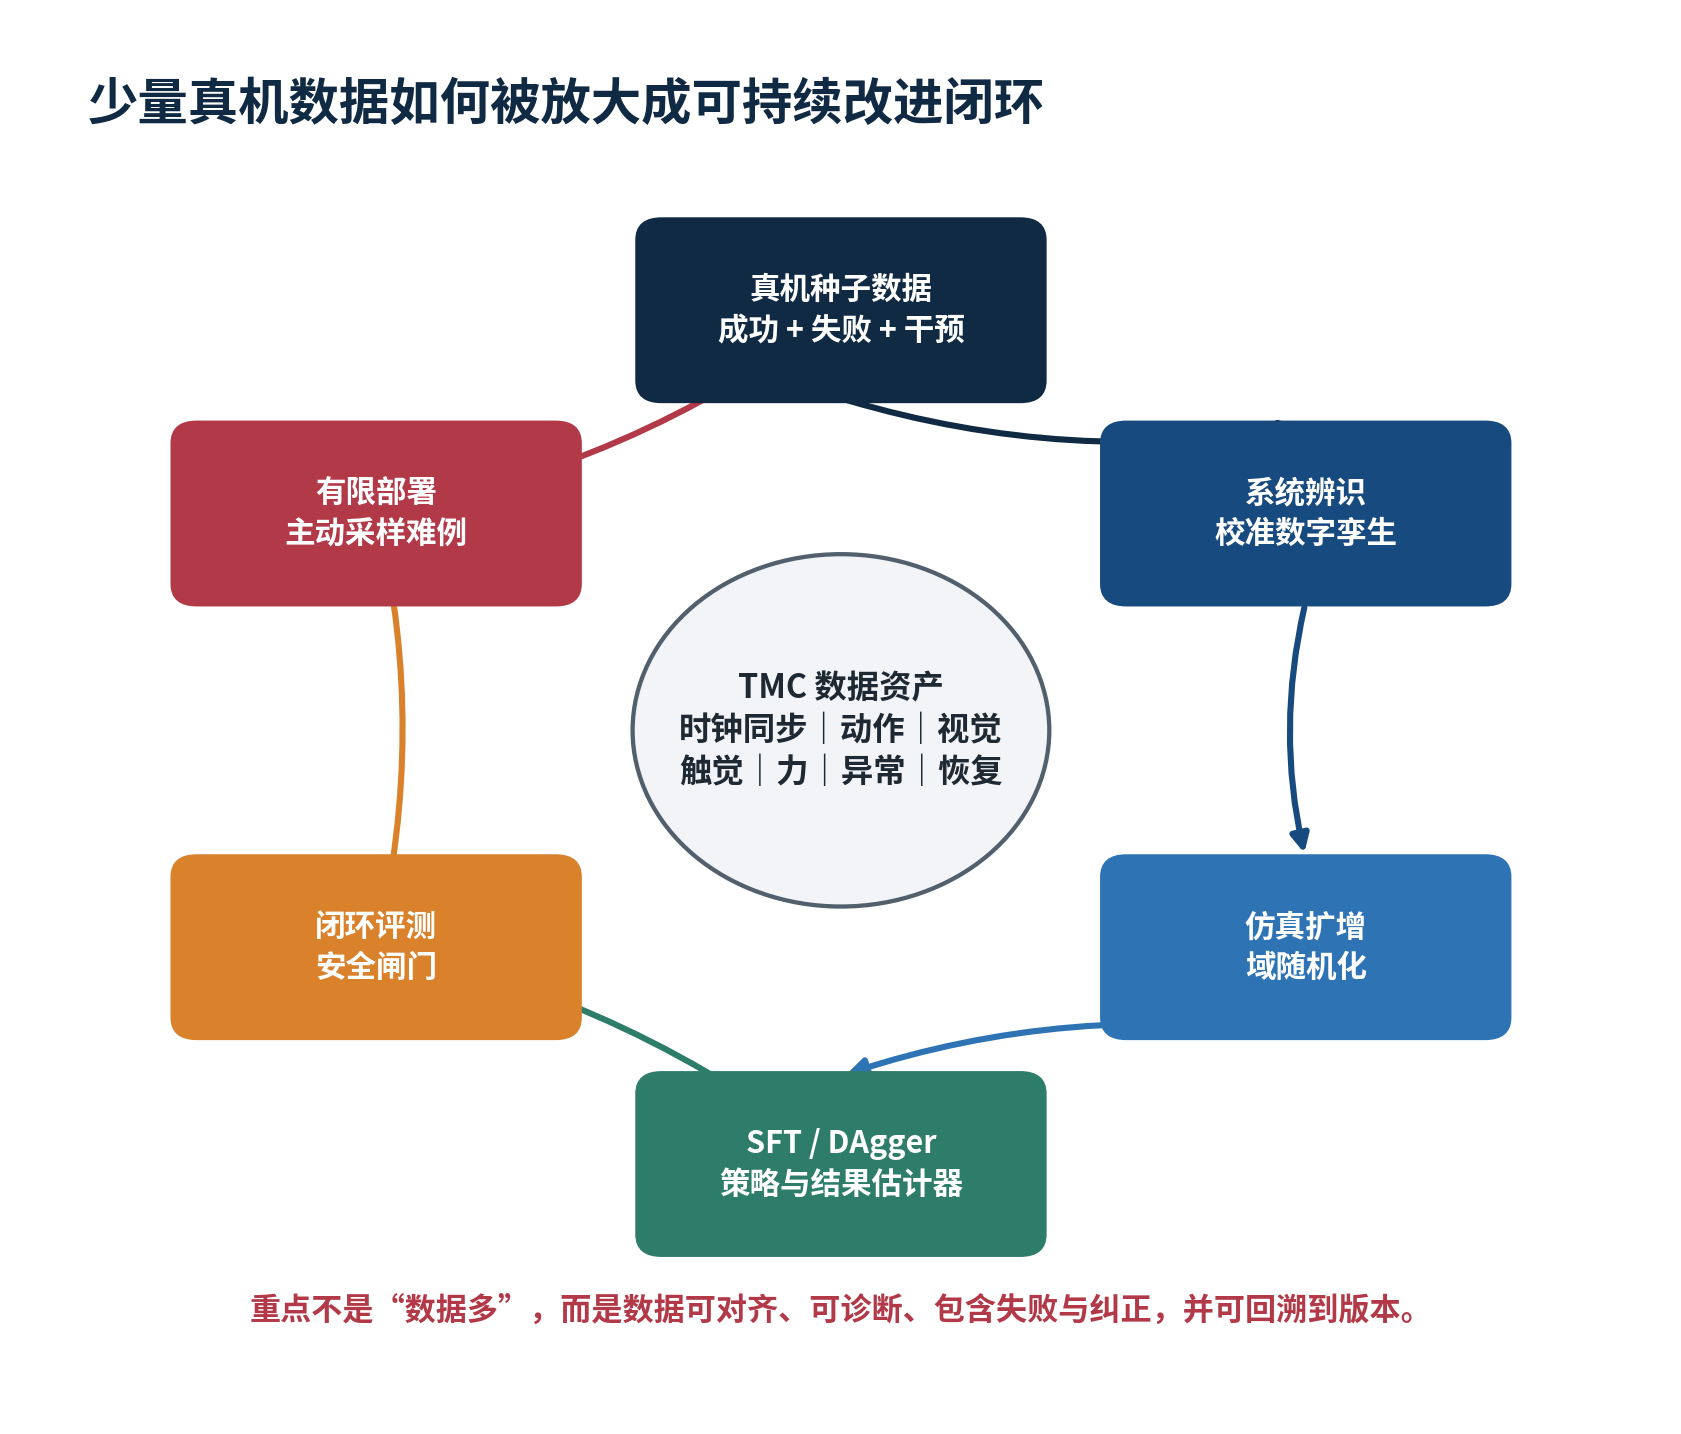 少量真机数据如何被放大成可持续改进闭环
真机种子数据
成功 + 失败 + 干预
有限部署
主动采样难例
系统辨识
校准数字孪生
TMC 数据资产
时钟同步｜动作｜视觉
触觉｜力｜异常｜恢复
闭环评测
安全闸门
仿真扩增
域随机化
SFT / DAgger
策略与结果估计器
重点不是“数据多”，而是数据可对齐、可诊断、包含失败与纠正，并可回溯到版本。